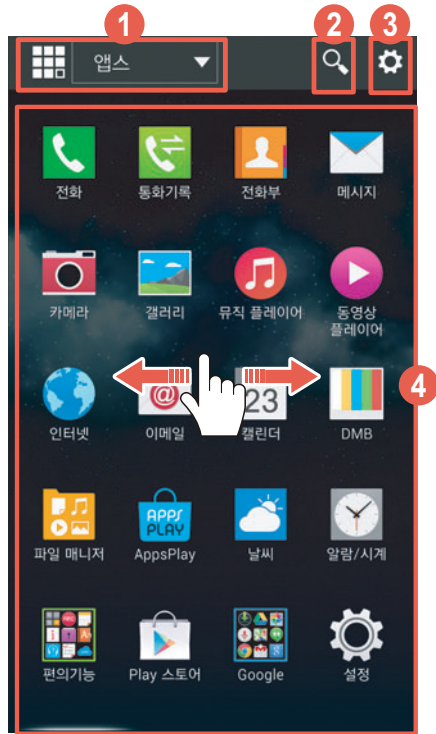 1
2
3
앱스
전화
통화기록
전화부
메시지
카메라
갤러리
뮤직 플레이어
동영상
플레이어
4
@
23
인터넷
이메일
캘린더
DMB
APPS
PLAY
파일 매니저
AppsPlay
날씨
알람/시계
편의기능
Play 스토어
Google
설정